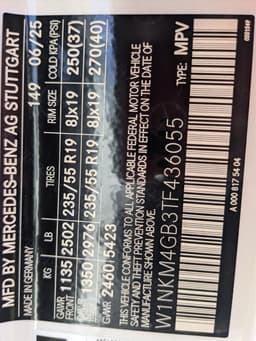 MFD BY MERCEDES-BENZ AG STUTTGART
MADE IN GERMANY 149 06/25
KG LB TIRES RIM SIZE COLD KPA(PSI)
GAWR FRONT 1135 2502 235/55 R19 8Jx19 250(37)
1350 2976 235/55 R19 8Jx19 270(40)
GVWR 2460 5423
THIS VEHICLE CONFORMS TO ALL APPLICABLE FEDERAL MOTOR VEHICLE
SAFETY AND THEFT PREVENTION STANDARDS IN EFFECT ON THE DATE OF
MANUFACTURE SHOWN ABOVE.
W1NKM4GB3TF436055 TYPE: MPV
A 000 817 54 04